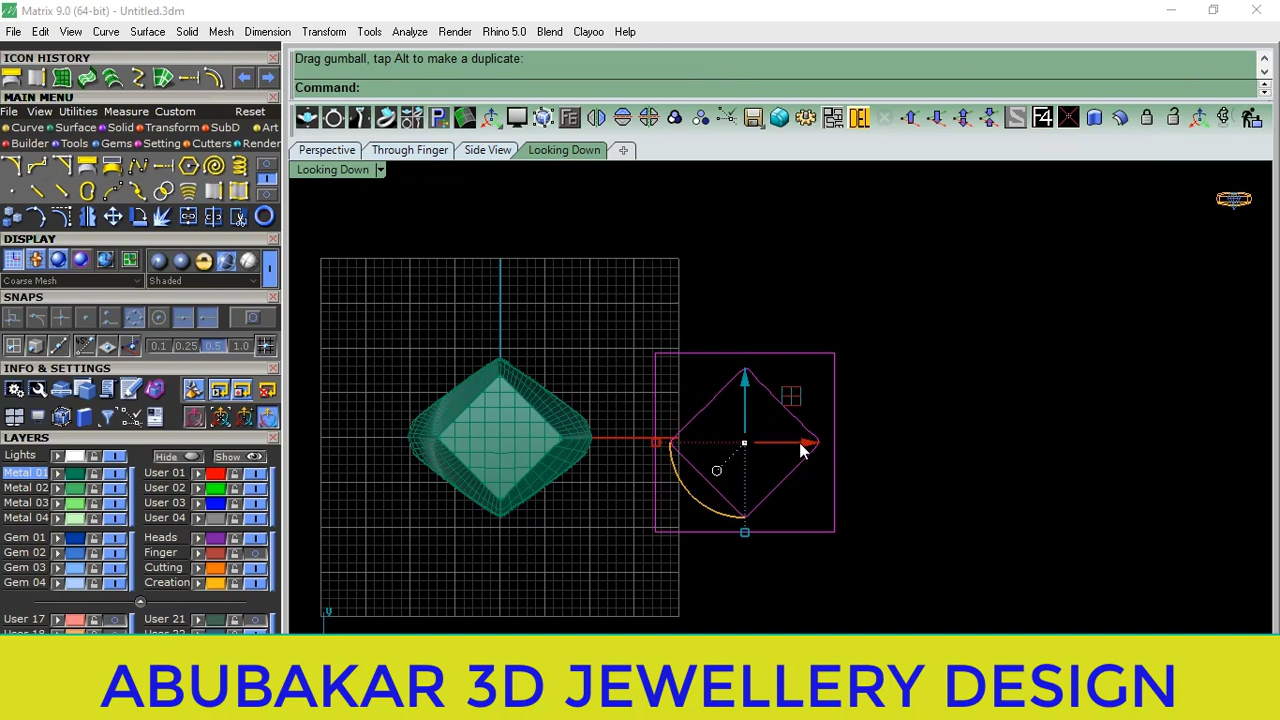 Matrix 9.0 (64-bit) - Untitled.3dm
File Edit View Curve Surface Solid Mesh Dimension Transform Tools Analyze Render Rhino 5.0 Blend Clayoo Help
ICON HISTORY
Drag gumball, tap Alt to make a duplicate:
Command:
MAIN MENU
File View Utilities Measure Custom Reset
Curve Surface Solid Transform SubD Art
Builder Tools Gems Setting Cutters Render
Perspective Through Finger Side View Looking Down
Looking Down
DISPLAY
Coarse Mesh Shaded
SNAPS
0.1 0.25 0.5 1.0
INFO & SETTINGS
LAYERS
Lights Hide Show
Metal 01 User 01
Metal 02 User 02
Metal 03 User 03
Metal 04 User 04
Gem 01 Heads
Gem 02 Finger
Gem 03 Cutting
Gem 04 Creation
User 17 User 21
y
ABUBAKAR 3D JEWELLERY DESIGN